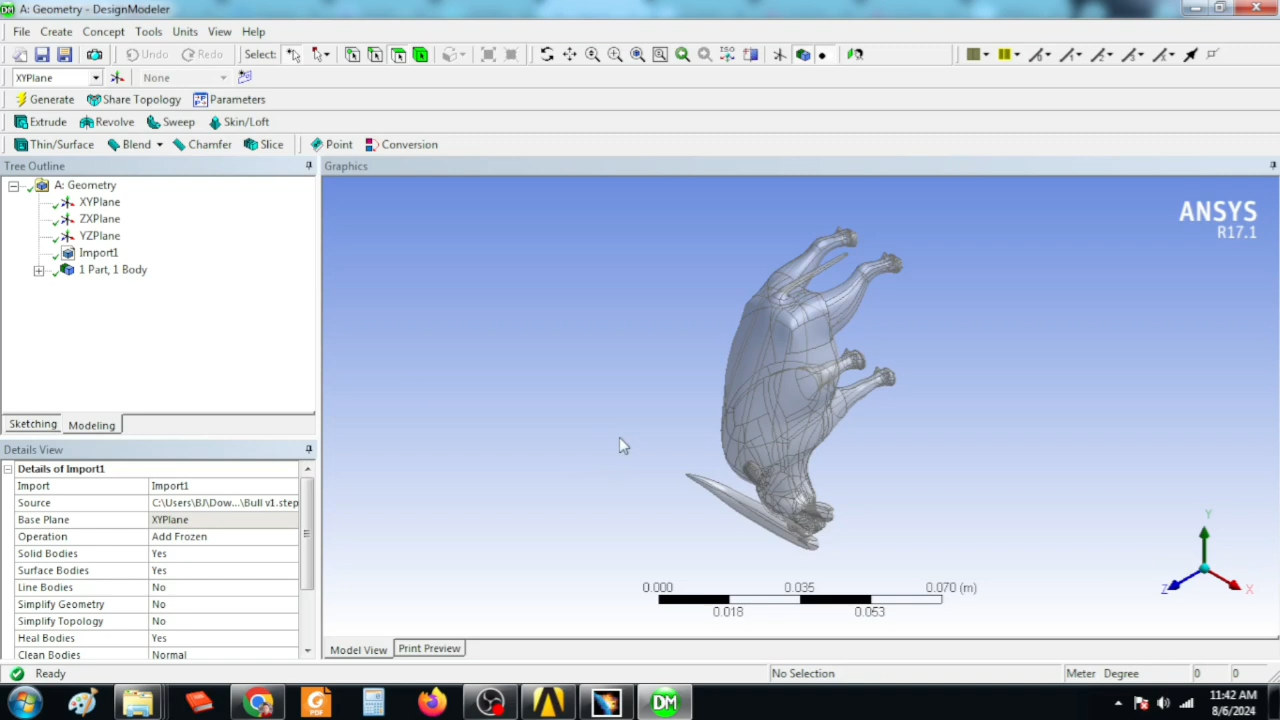 A: Geometry - DesignModeler
File Create Concept Tools Units View Help
Undo Redo Select:
XYPlane None
Generate Share Topology Parameters
Extrude Revolve Sweep Skin/Loft
Thin/Surface Blend Chamfer Slice Point Conversion
Tree Outline
A: Geometry
XYPlane
ZXPlane
YZPlane
Import1
1 Part, 1 Body
Sketching Modeling
Details View
Details of Import1
Import Import1
Source C:\Users\BJ\Dow...\Bull v1.step
Base Plane XYPlane
Operation Add Frozen
Solid Bodies Yes
Surface Bodies Yes
Line Bodies No
Simplify Geometry No
Simplify Topology No
Heal Bodies Yes
Clean Bodies Normal
Graphics
ANSYS
R17.1
Y
Z X
0.000 0.035 0.070 (m)
0.018 0.053
Model View Print Preview
Ready No Selection Meter Degree 0 0
PDF DM
11:42 AM
8/6/2024